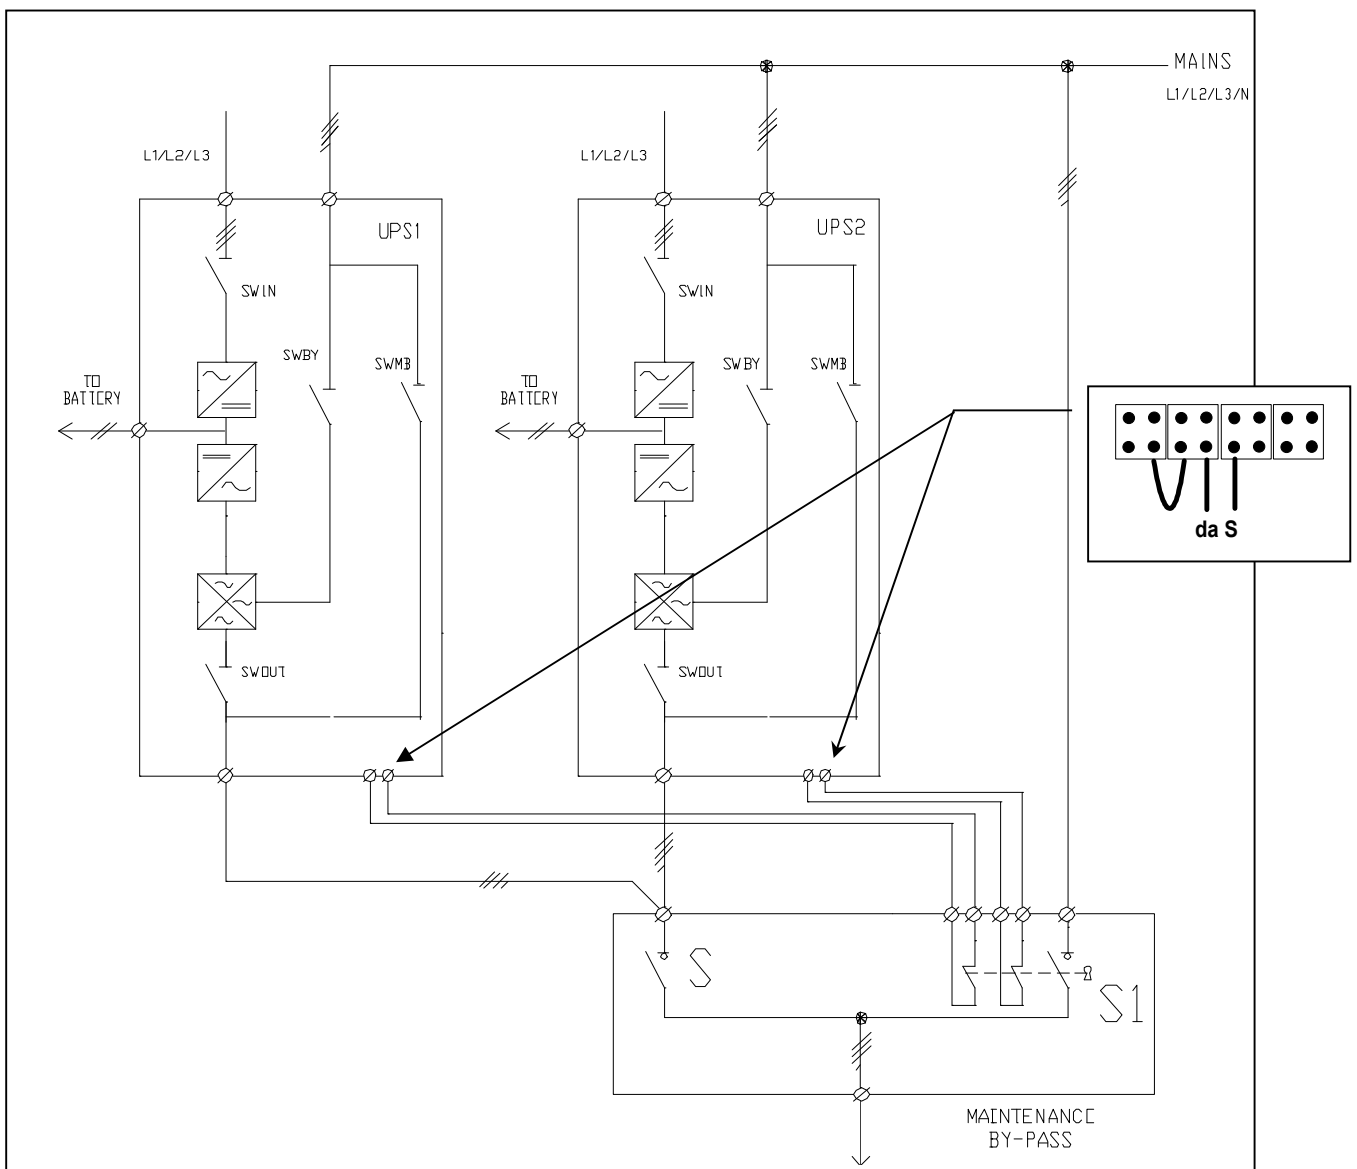 MAINS
L1/L2/L3/N
L1/L2/L3
L1/L2/L3
UPS1
UPS2
SWIN
SWIN
SWBY
SWMB
SWBY
SWMB
TO
BATTERY
TO
BATTERY
da S
SWOUT
SWOUT
S
S1
MAINTENANCE
BY-PASS